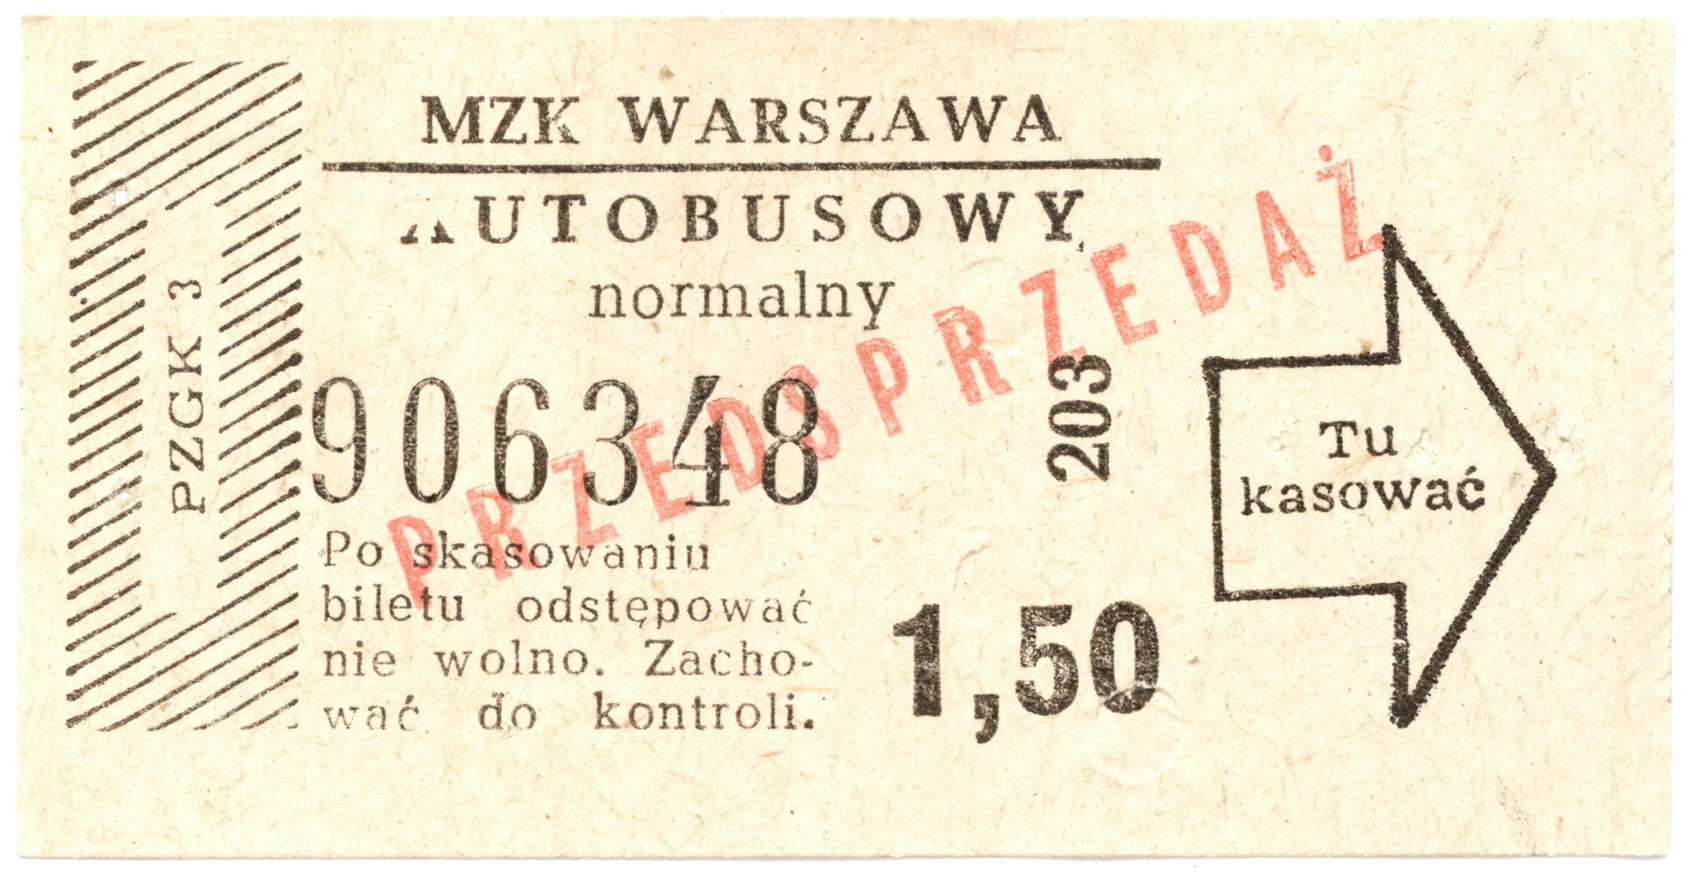 MZK WARSZAWA
AUTOBUSOWY
normalny
PZGK 3
906348
203
PRZEDSPRZEDAŻ
Po skasowaniu
biletu odstępować
nie wolno. Zacho-
wać do kontroli.
1,50
Tu
kasować